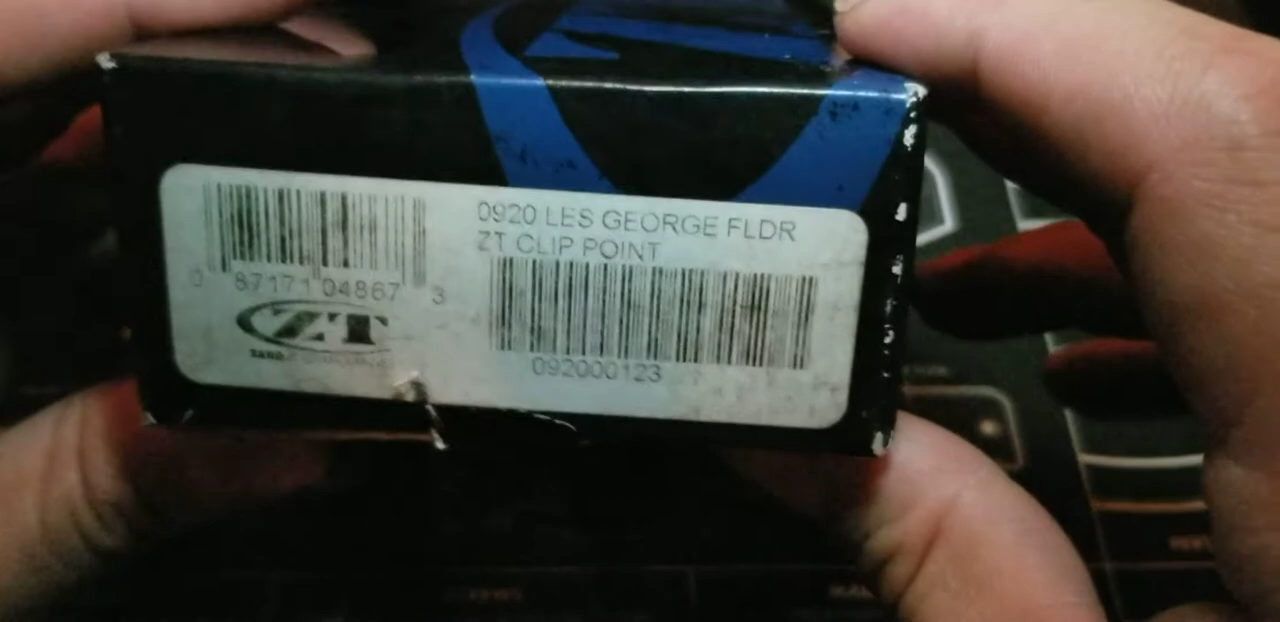 0920 LES GEORGE FLDR
ZT CLIP POINT
0 87171 04867 3
ZT
092000123